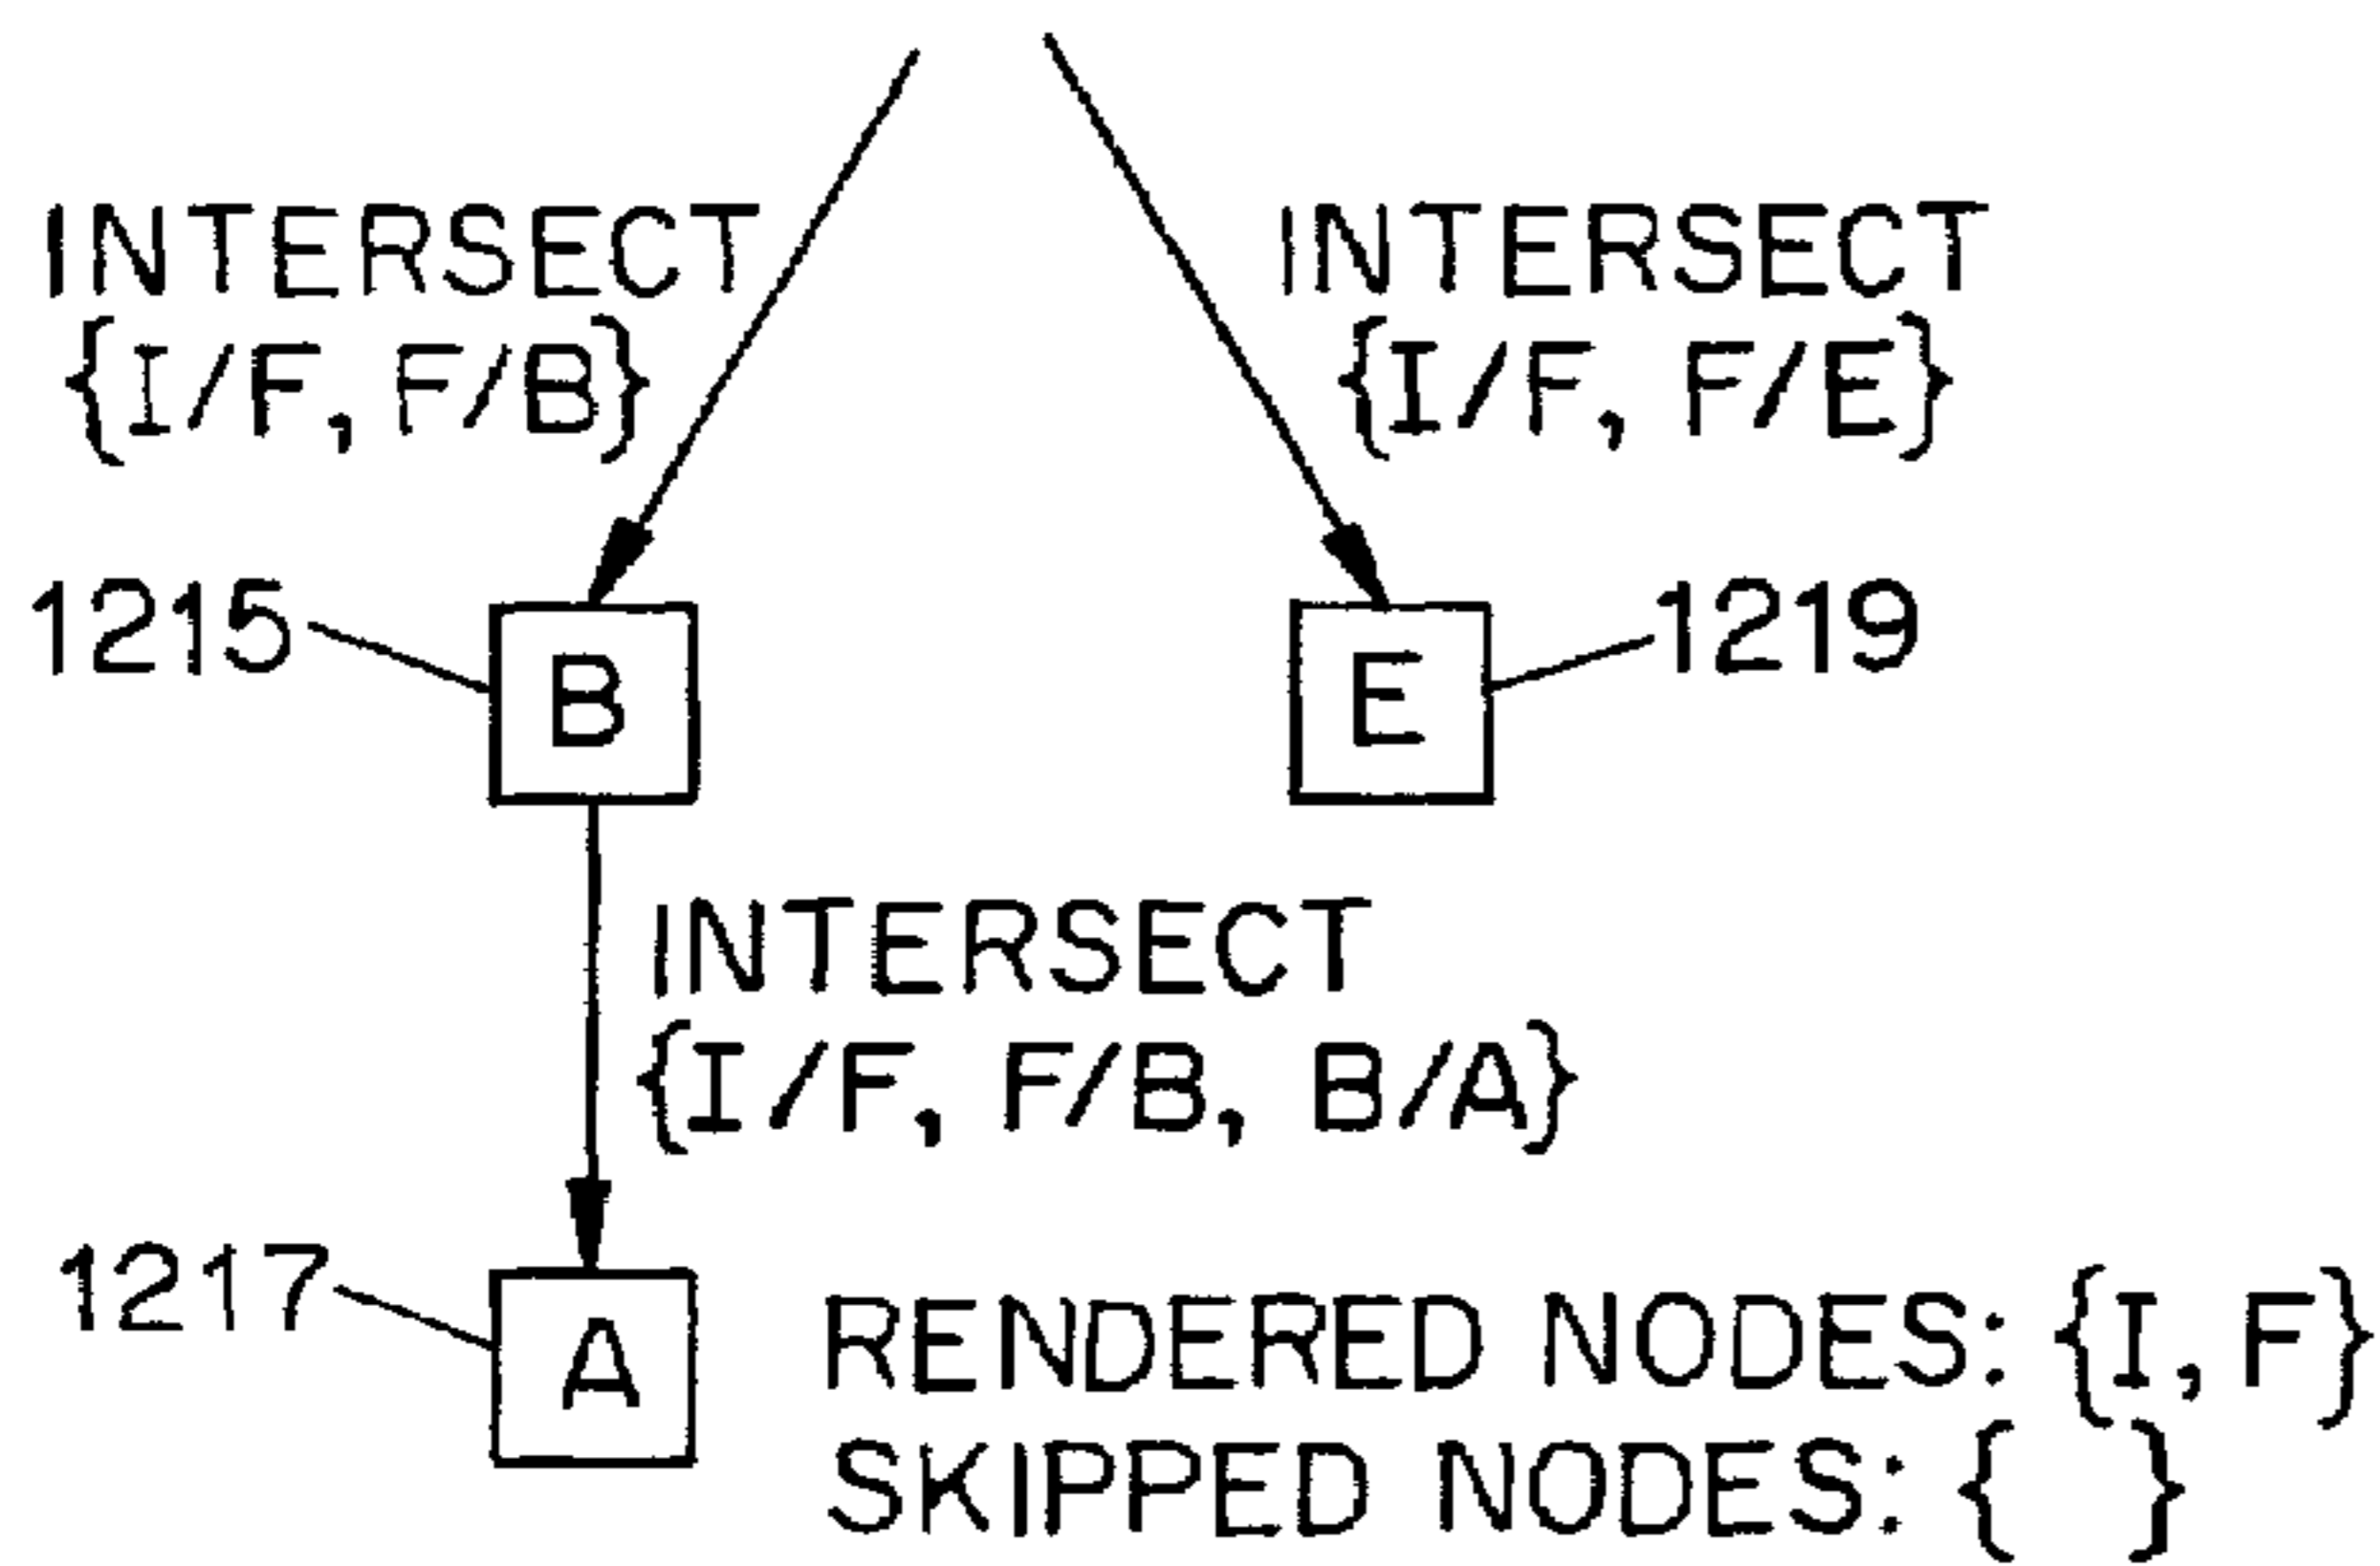 INTERSECT
{I/F, F/B}
INTERSECT
{I/F, F/E}
1215
B
E
1219
INTERSECT
{I/F, F/B, B/A}
1217
A
RENDERED NODES: {I, F}
SKIPPED NODES: { }